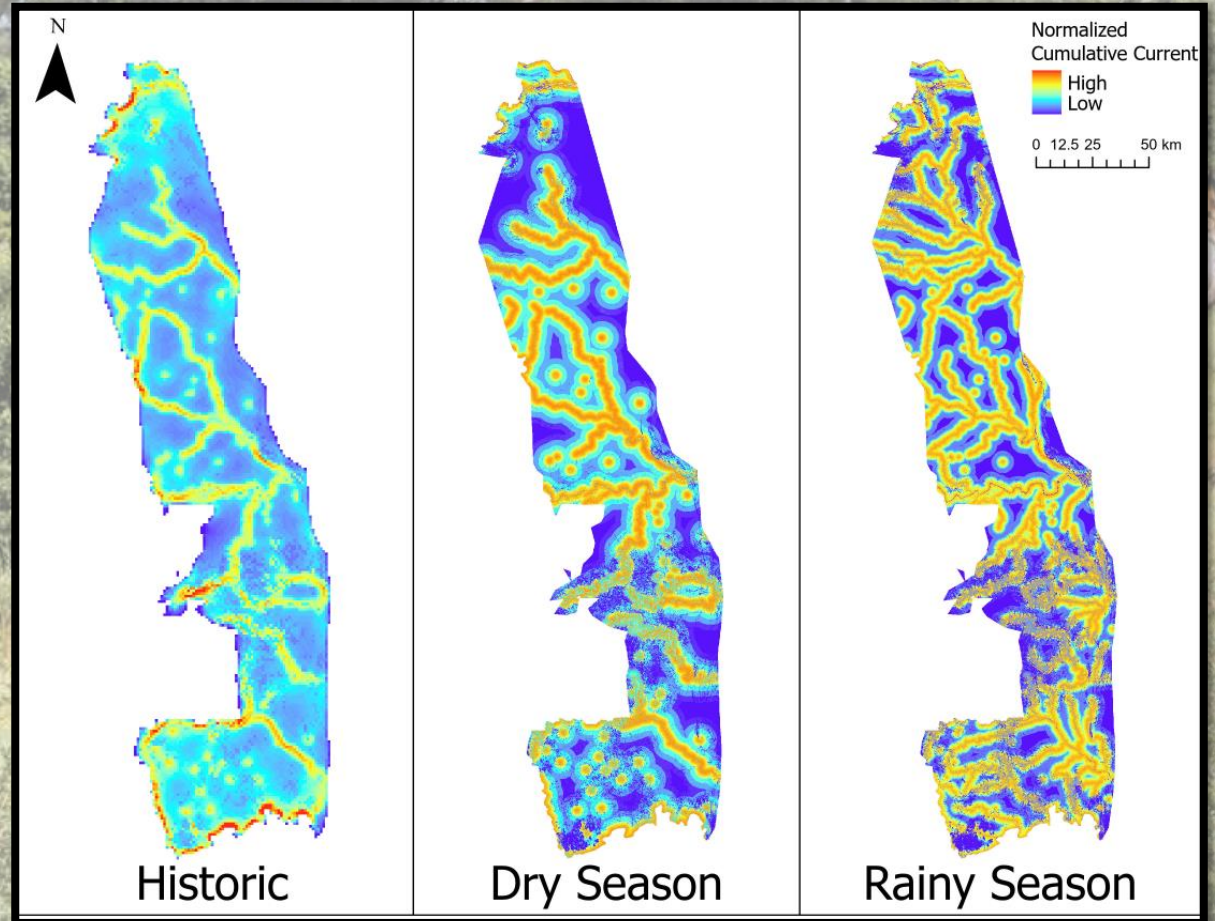 N
Normalized
Cumulative Current
High
Low
0 12.5 25 50 km
Historic
Dry Season
Rainy Season